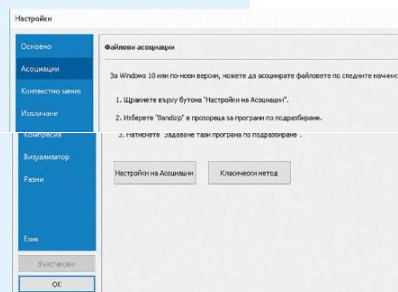 Настройки
Основно
Асоциации
Контекстно меню
Извличане
Компресия
Визуализатор
Разни
Език
Възстанови
OK
Файлови асоциации
За Windows 10 или по-нови версии, можете да асоциирате файловете по следните начини:
1. Щракнете върху бутона "Настройки на Асоциации".
2. Изберете "Bandizip" в прозореца за програми по подразбиране.
3. Натиснете "Задаване тази програма по подразбиране".
Настройки на Асоциации
Класически метод